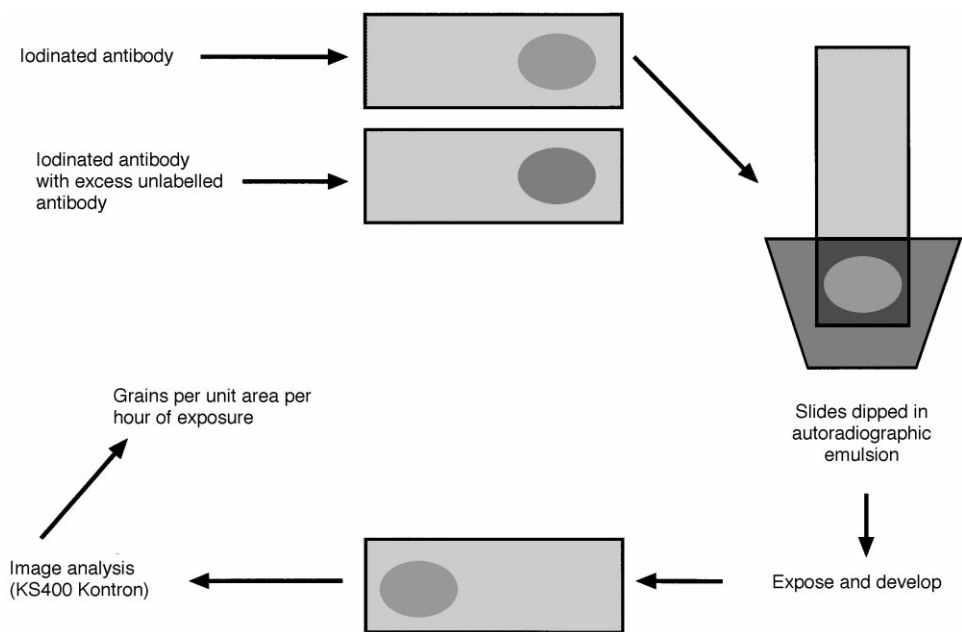 Iodinated antibody
Iodinated antibody
with excess unlabelled
antibody
Slides dipped in
autoradiographic
emulsion
Expose and develop
Image analysis
(KS400 Kontron)
Grains per unit area per
hour of exposure